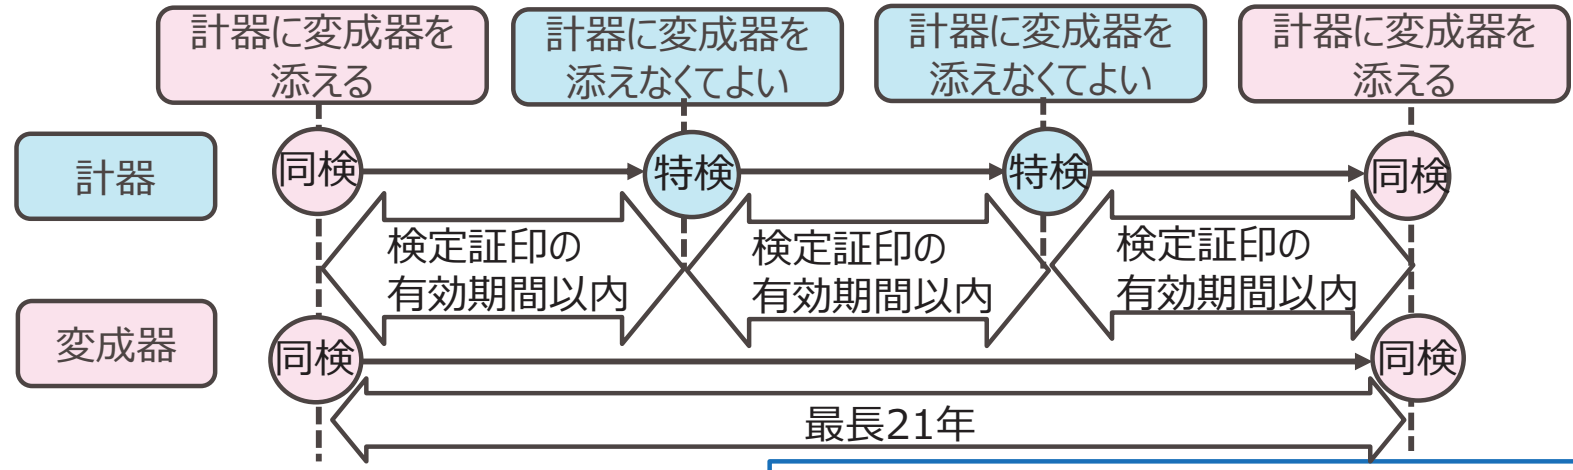 計器に変成器を
添える
計器に変成器を
添えなくてよい
計器に変成器を
添えなくてよい
計器に変成器を
添える
計器
同検
特検
特検
同検
検定証印の
有効期間以内
検定証印の
有効期間以内
検定証印の
有効期間以内
変成器
同検
同検
最長21年